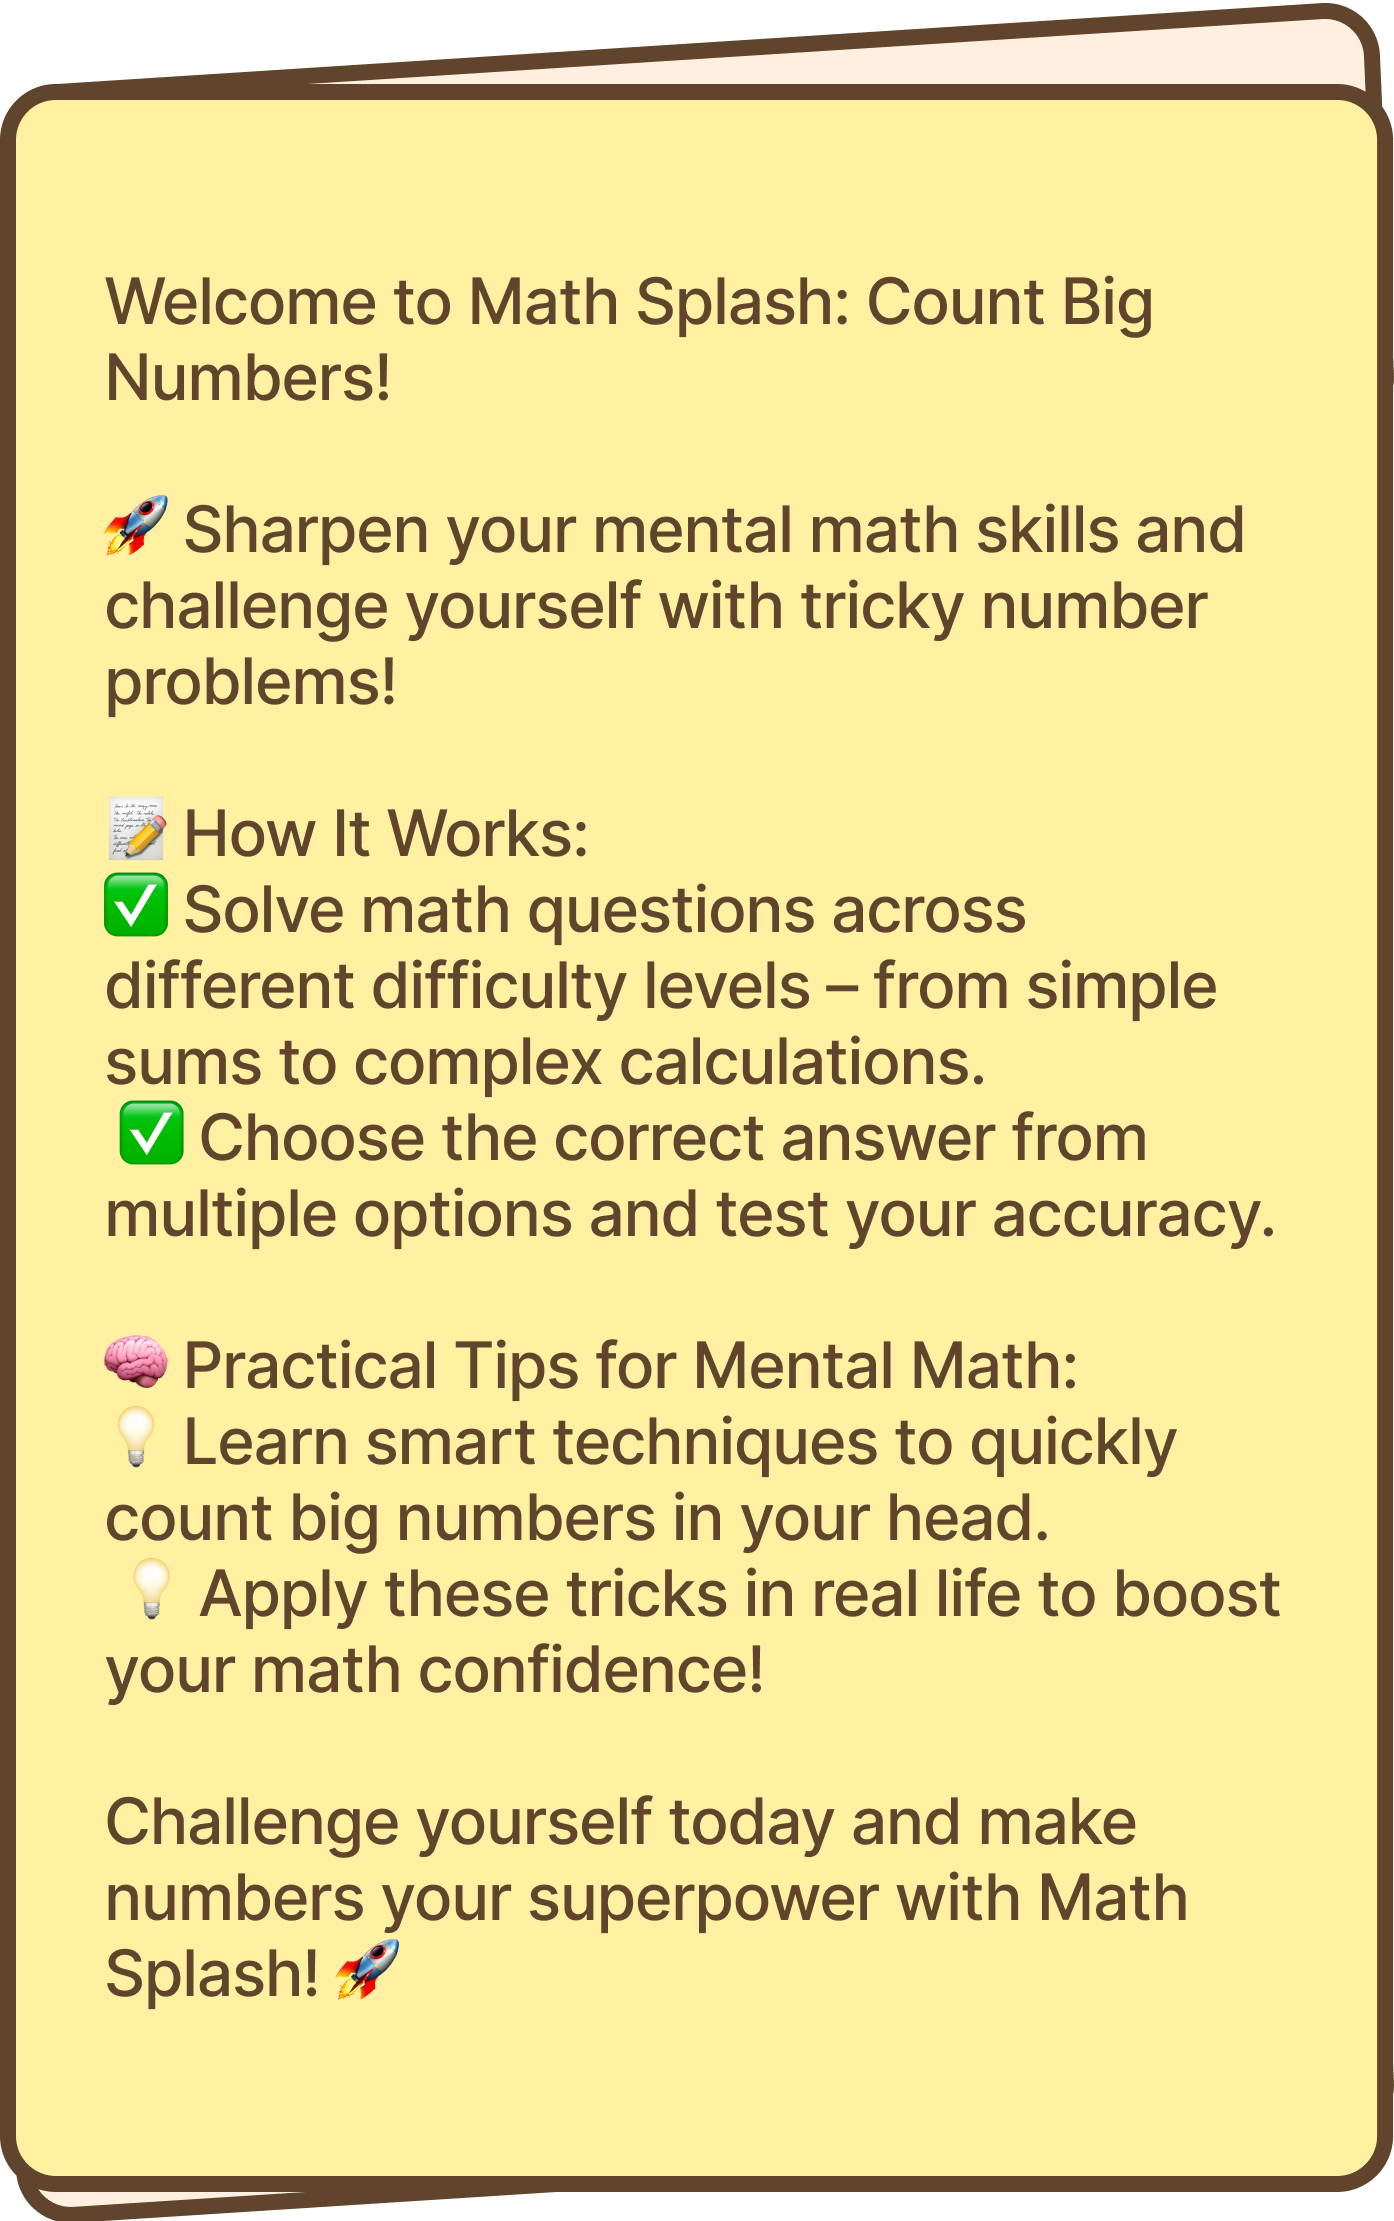 Welcome to Math Splash: Count Big
Numbers!
🚀 Sharpen your mental math skills and
challenge yourself with tricky number
problems!
📝 How It Works:
✅ Solve math questions across
different difficulty levels – from simple
sums to complex calculations.
✅ Choose the correct answer from
multiple options and test your accuracy.
🧠 Practical Tips for Mental Math:
💡 Learn smart techniques to quickly
count big numbers in your head.
💡 Apply these tricks in real life to boost
your math confidence!
Challenge yourself today and make
numbers your superpower with Math
Splash! 🚀